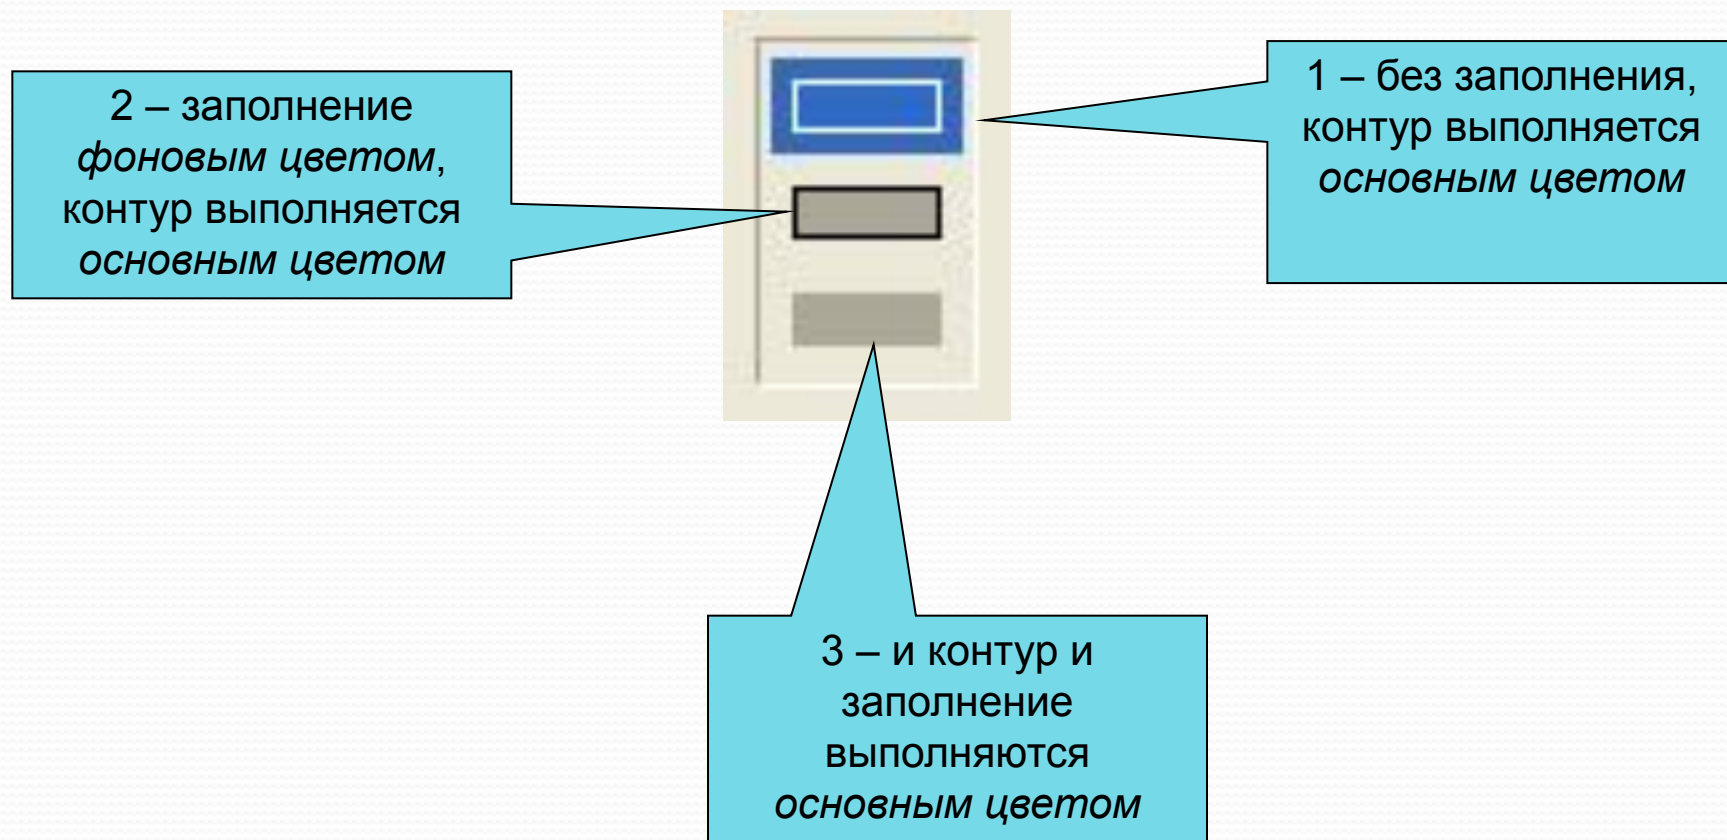 2 – заполнение
фоновым цветом,
контур выполняется
основным цветом
1 – без заполнения,
контур выполняется
основным цветом
3 – и контур и
заполнение
выполняются
основным цветом